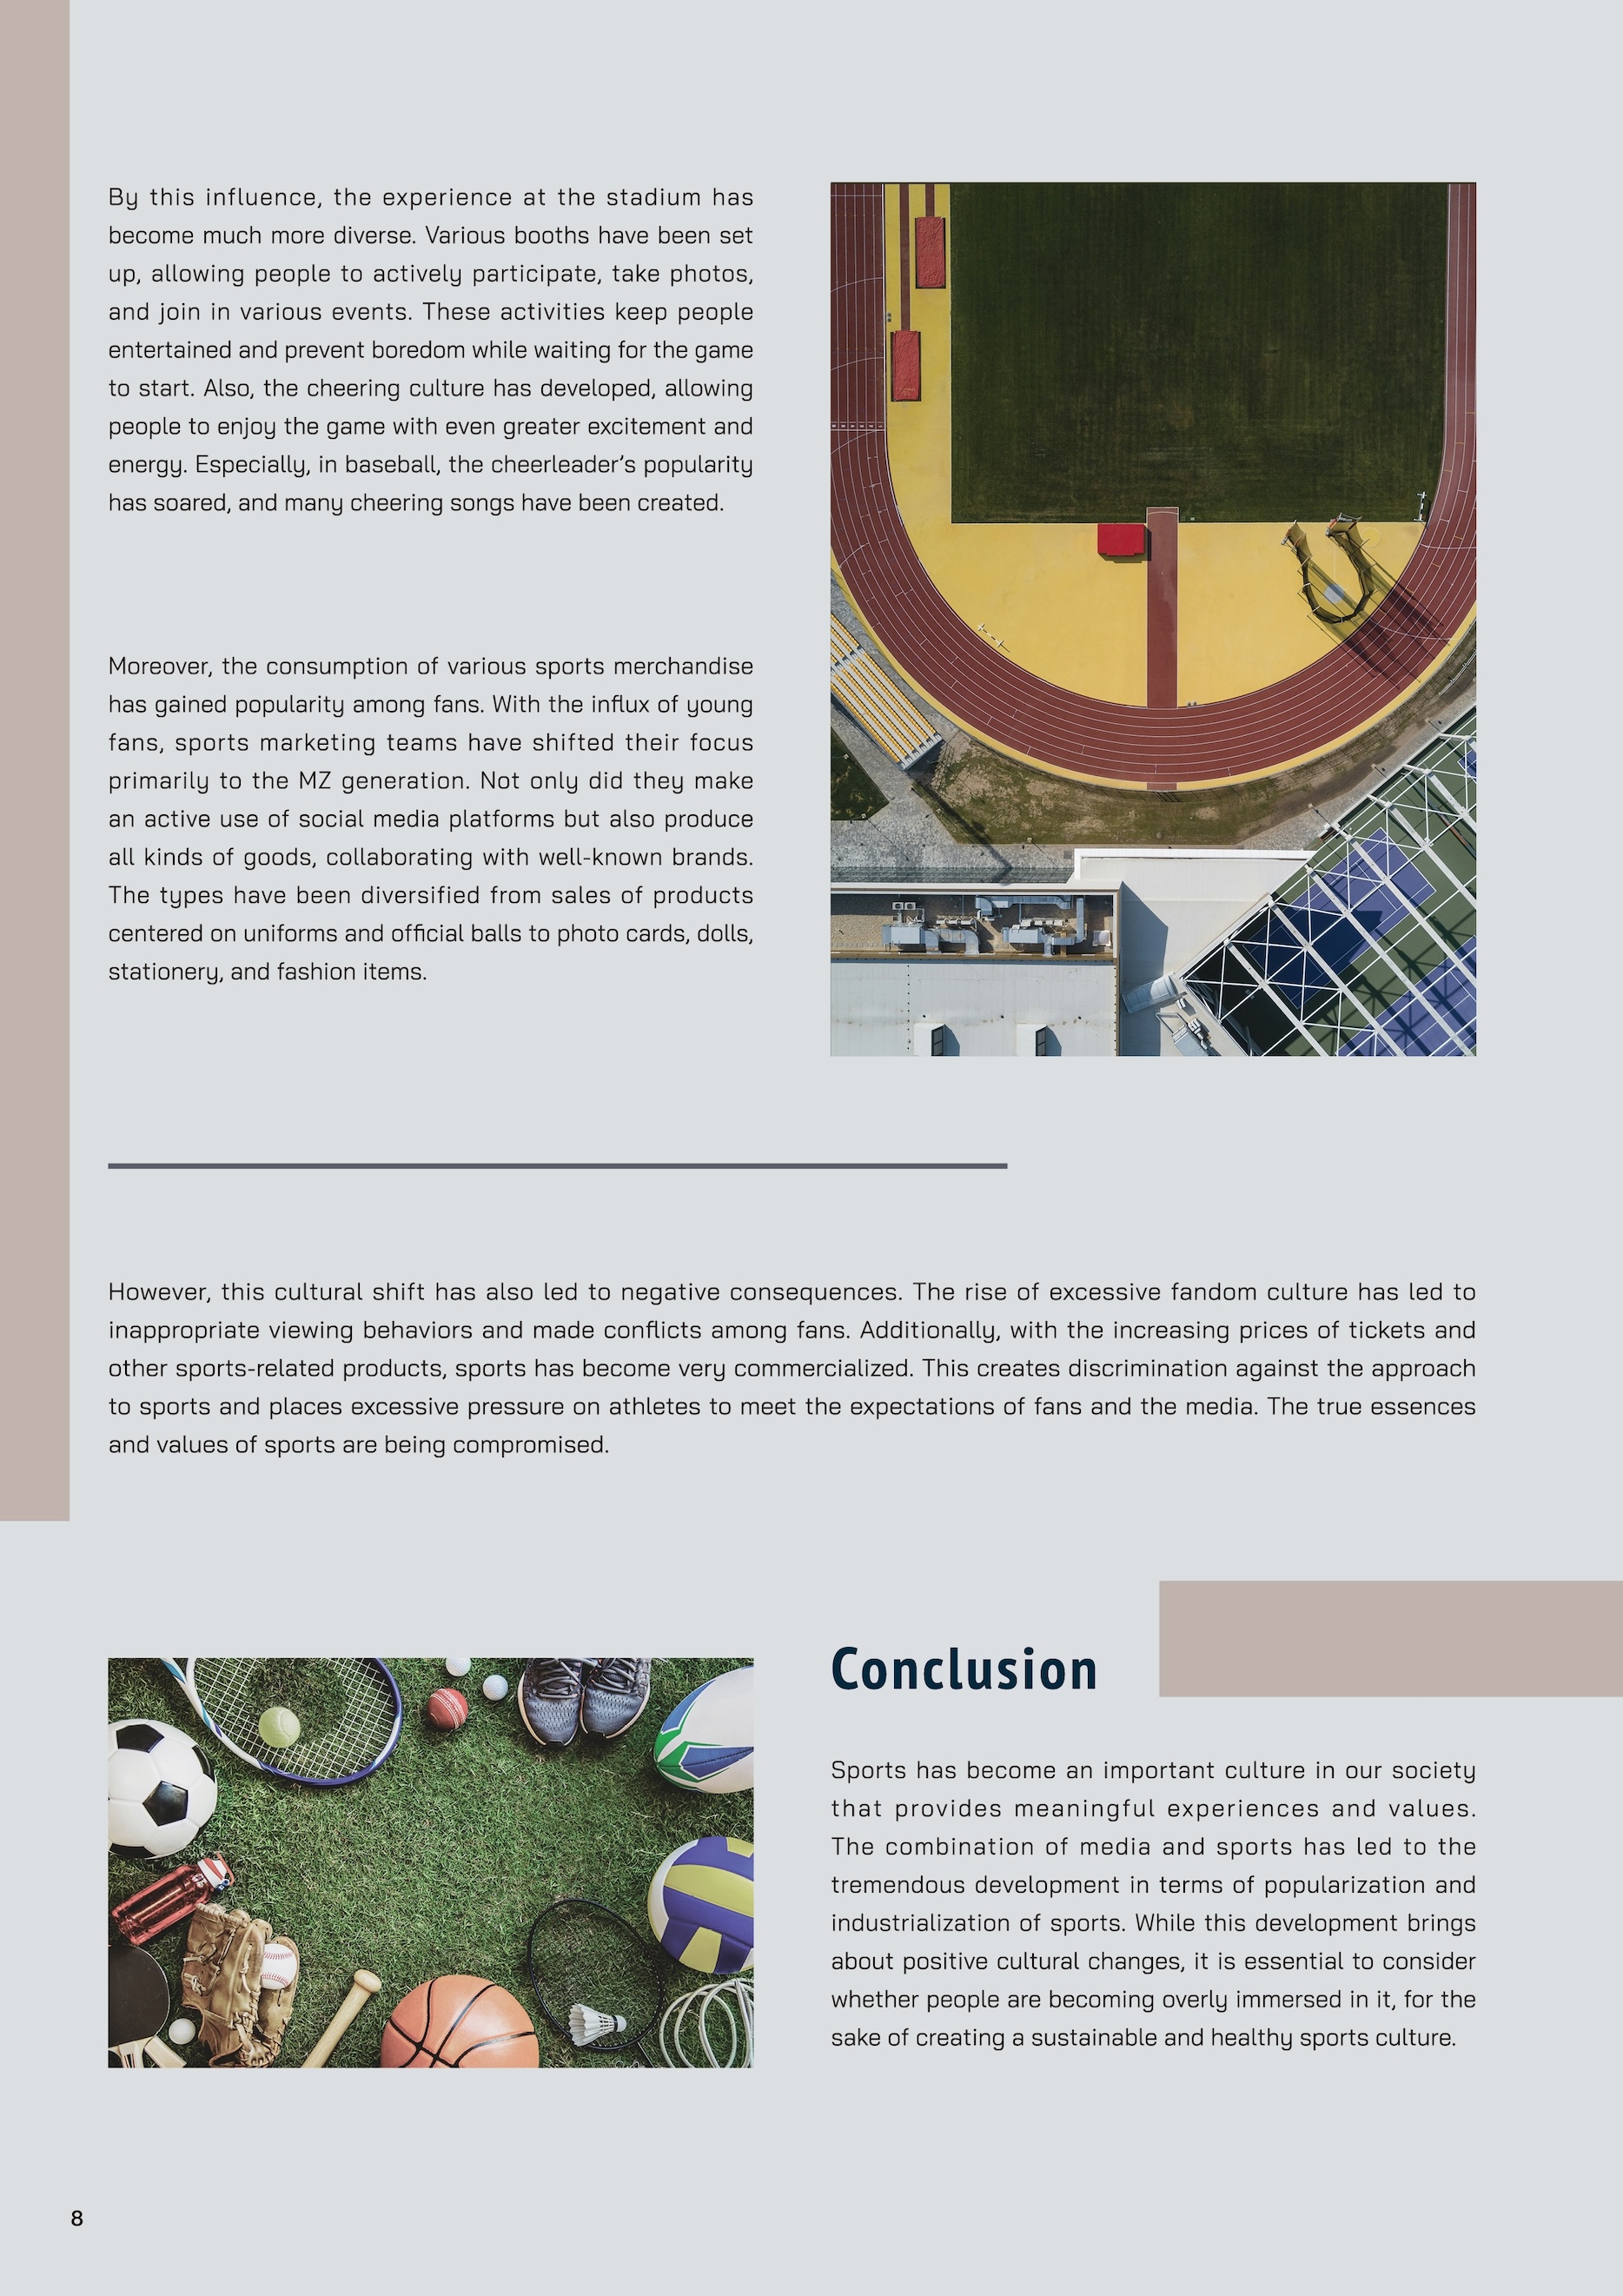 By this influence, the experience at the stadium has
become much more diverse. Various booths have been set
up, allowing people to actively participate, take photos,
and join in various events. These activities keep people
entertained and prevent boredom while waiting for the game
to start. Also, the cheering culture has developed, allowing
people to enjoy the game with even greater excitement and
energy. Especially, in baseball, the cheerleader’s popularity
has soared, and many cheering songs have been created.
Moreover, the consumption of various sports merchandise
has gained popularity among fans. With the influx of young
fans, sports marketing teams have shifted their focus
primarily to the MZ generation. Not only did they make
an active use of social media platforms but also produce
all kinds of goods, collaborating with well-known brands.
The types have been diversified from sales of products
centered on uniforms and official balls to photo cards, dolls,
stationery, and fashion items.
However, this cultural shift has also led to negative consequences. The rise of excessive fandom culture has led to
inappropriate viewing behaviors and made conflicts among fans. Additionally, with the increasing prices of tickets and
other sports-related products, sports has become very commercialized. This creates discrimination against the approach
to sports and places excessive pressure on athletes to meet the expectations of fans and the media. The true essences
and values of sports are being compromised.
Conclusion
Sports has become an important culture in our society
that provides meaningful experiences and values.
The combination of media and sports has led to the
tremendous development in terms of popularization and
industrialization of sports. While this development brings
about positive cultural changes, it is essential to consider
whether people are becoming overly immersed in it, for the
sake of creating a sustainable and healthy sports culture.
8